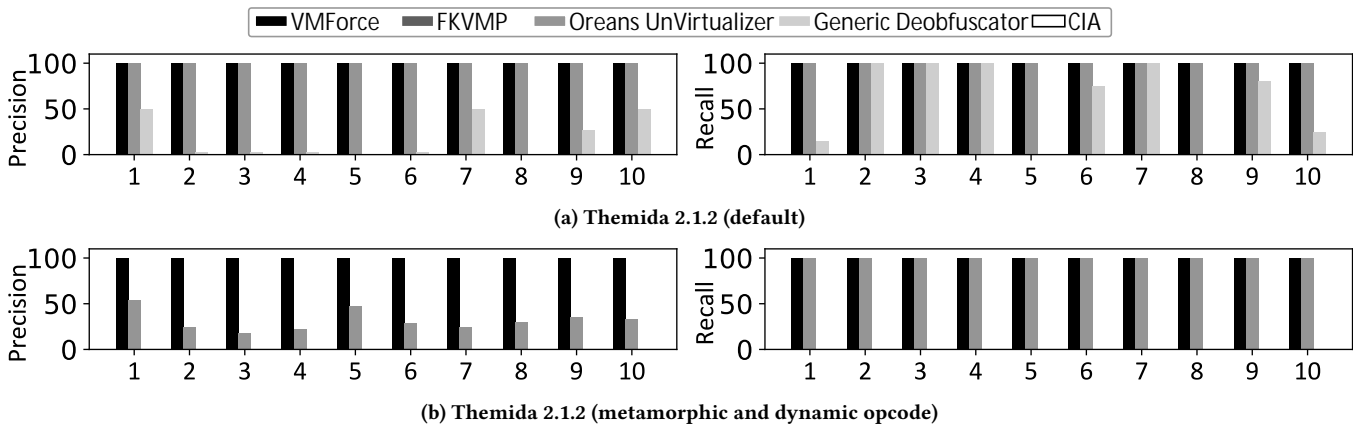 VMForce FKVMP Oreans UnVirtualizer Generic Deobfuscator CIA
Precision
100
50
0
1 2 3 4 5 6 7 8 9 10
Recall
100
50
0
1 2 3 4 5 6 7 8 9 10
(a) Themida 2.1.2 (default)
Precision
100
50
0
1 2 3 4 5 6 7 8 9 10
Recall
100
50
0
1 2 3 4 5 6 7 8 9 10
(b) Themida 2.1.2 (metamorphic and dynamic opcode)